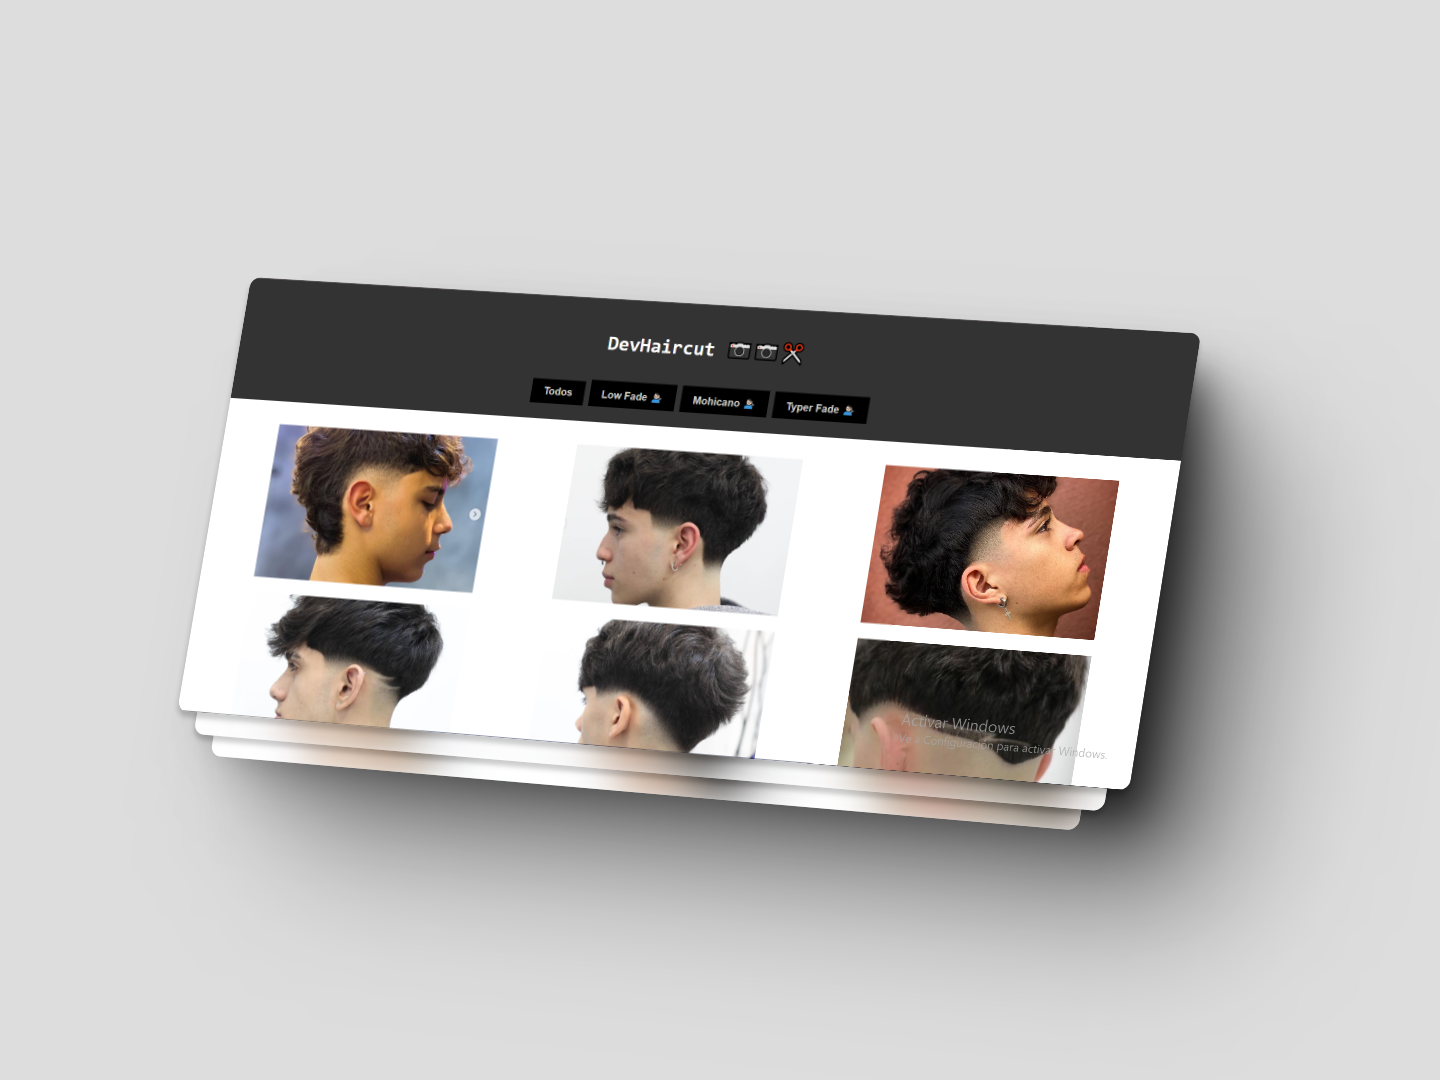 DevHaircut
Todos
Low Fade
Mohicano
Typer Fade
Activar Windows
Ve a Configuración para activar Windows.